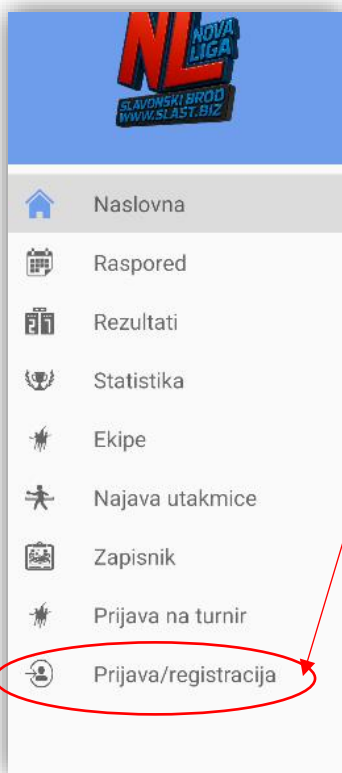 NL
NOVA
LIGA
SLAVONSKI BROD
WWW.SLAST.BIZ
Naslovna
Raspored
27
Rezultati
Statistika
Ekipe
Najava utakmice
Zapisnik
Prijava na turnir
Prijava/registracija